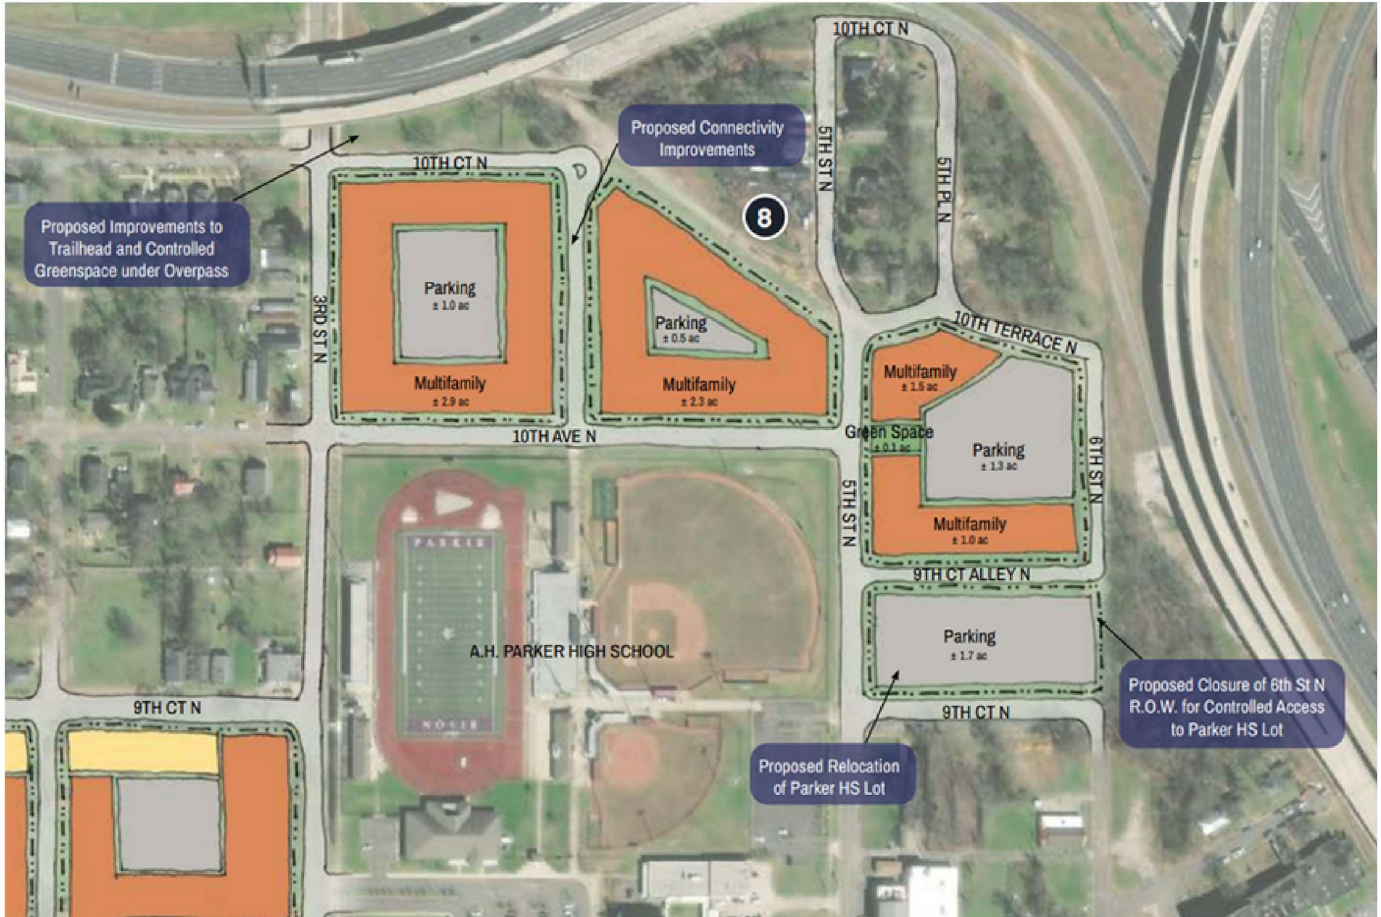 10TH CT N
Proposed Connectivity
Improvements
5TH ST N
5TH PL N
10TH CT N
D
8
Proposed Improvements to
Trailhead and Controlled
Greenspace under Overpass
3RD ST N
Parking
± 1.0 ac
Parking
± 0.5 ac
10TH TERRACE N
Multifamily
± 2.9 ac
Multifamily
± 2.3 ac
Multifamily
± 1.5 ac
10TH AVE N
Green Space
± 0.1 ac
Parking
± 1.3 ac
6TH ST N
5TH ST N
Multifamily
± 1.0 ac
PARKER
9TH CT ALLEY N
A.H. PARKER HIGH SCHOOL
Parking
± 1.7 ac
Proposed Closure of 6th St N
R.O.W. for Controlled Access
to Parker HS Lot
9TH CT N
9TH CT N
BISON
Proposed Relocation
of Parker HS Lot